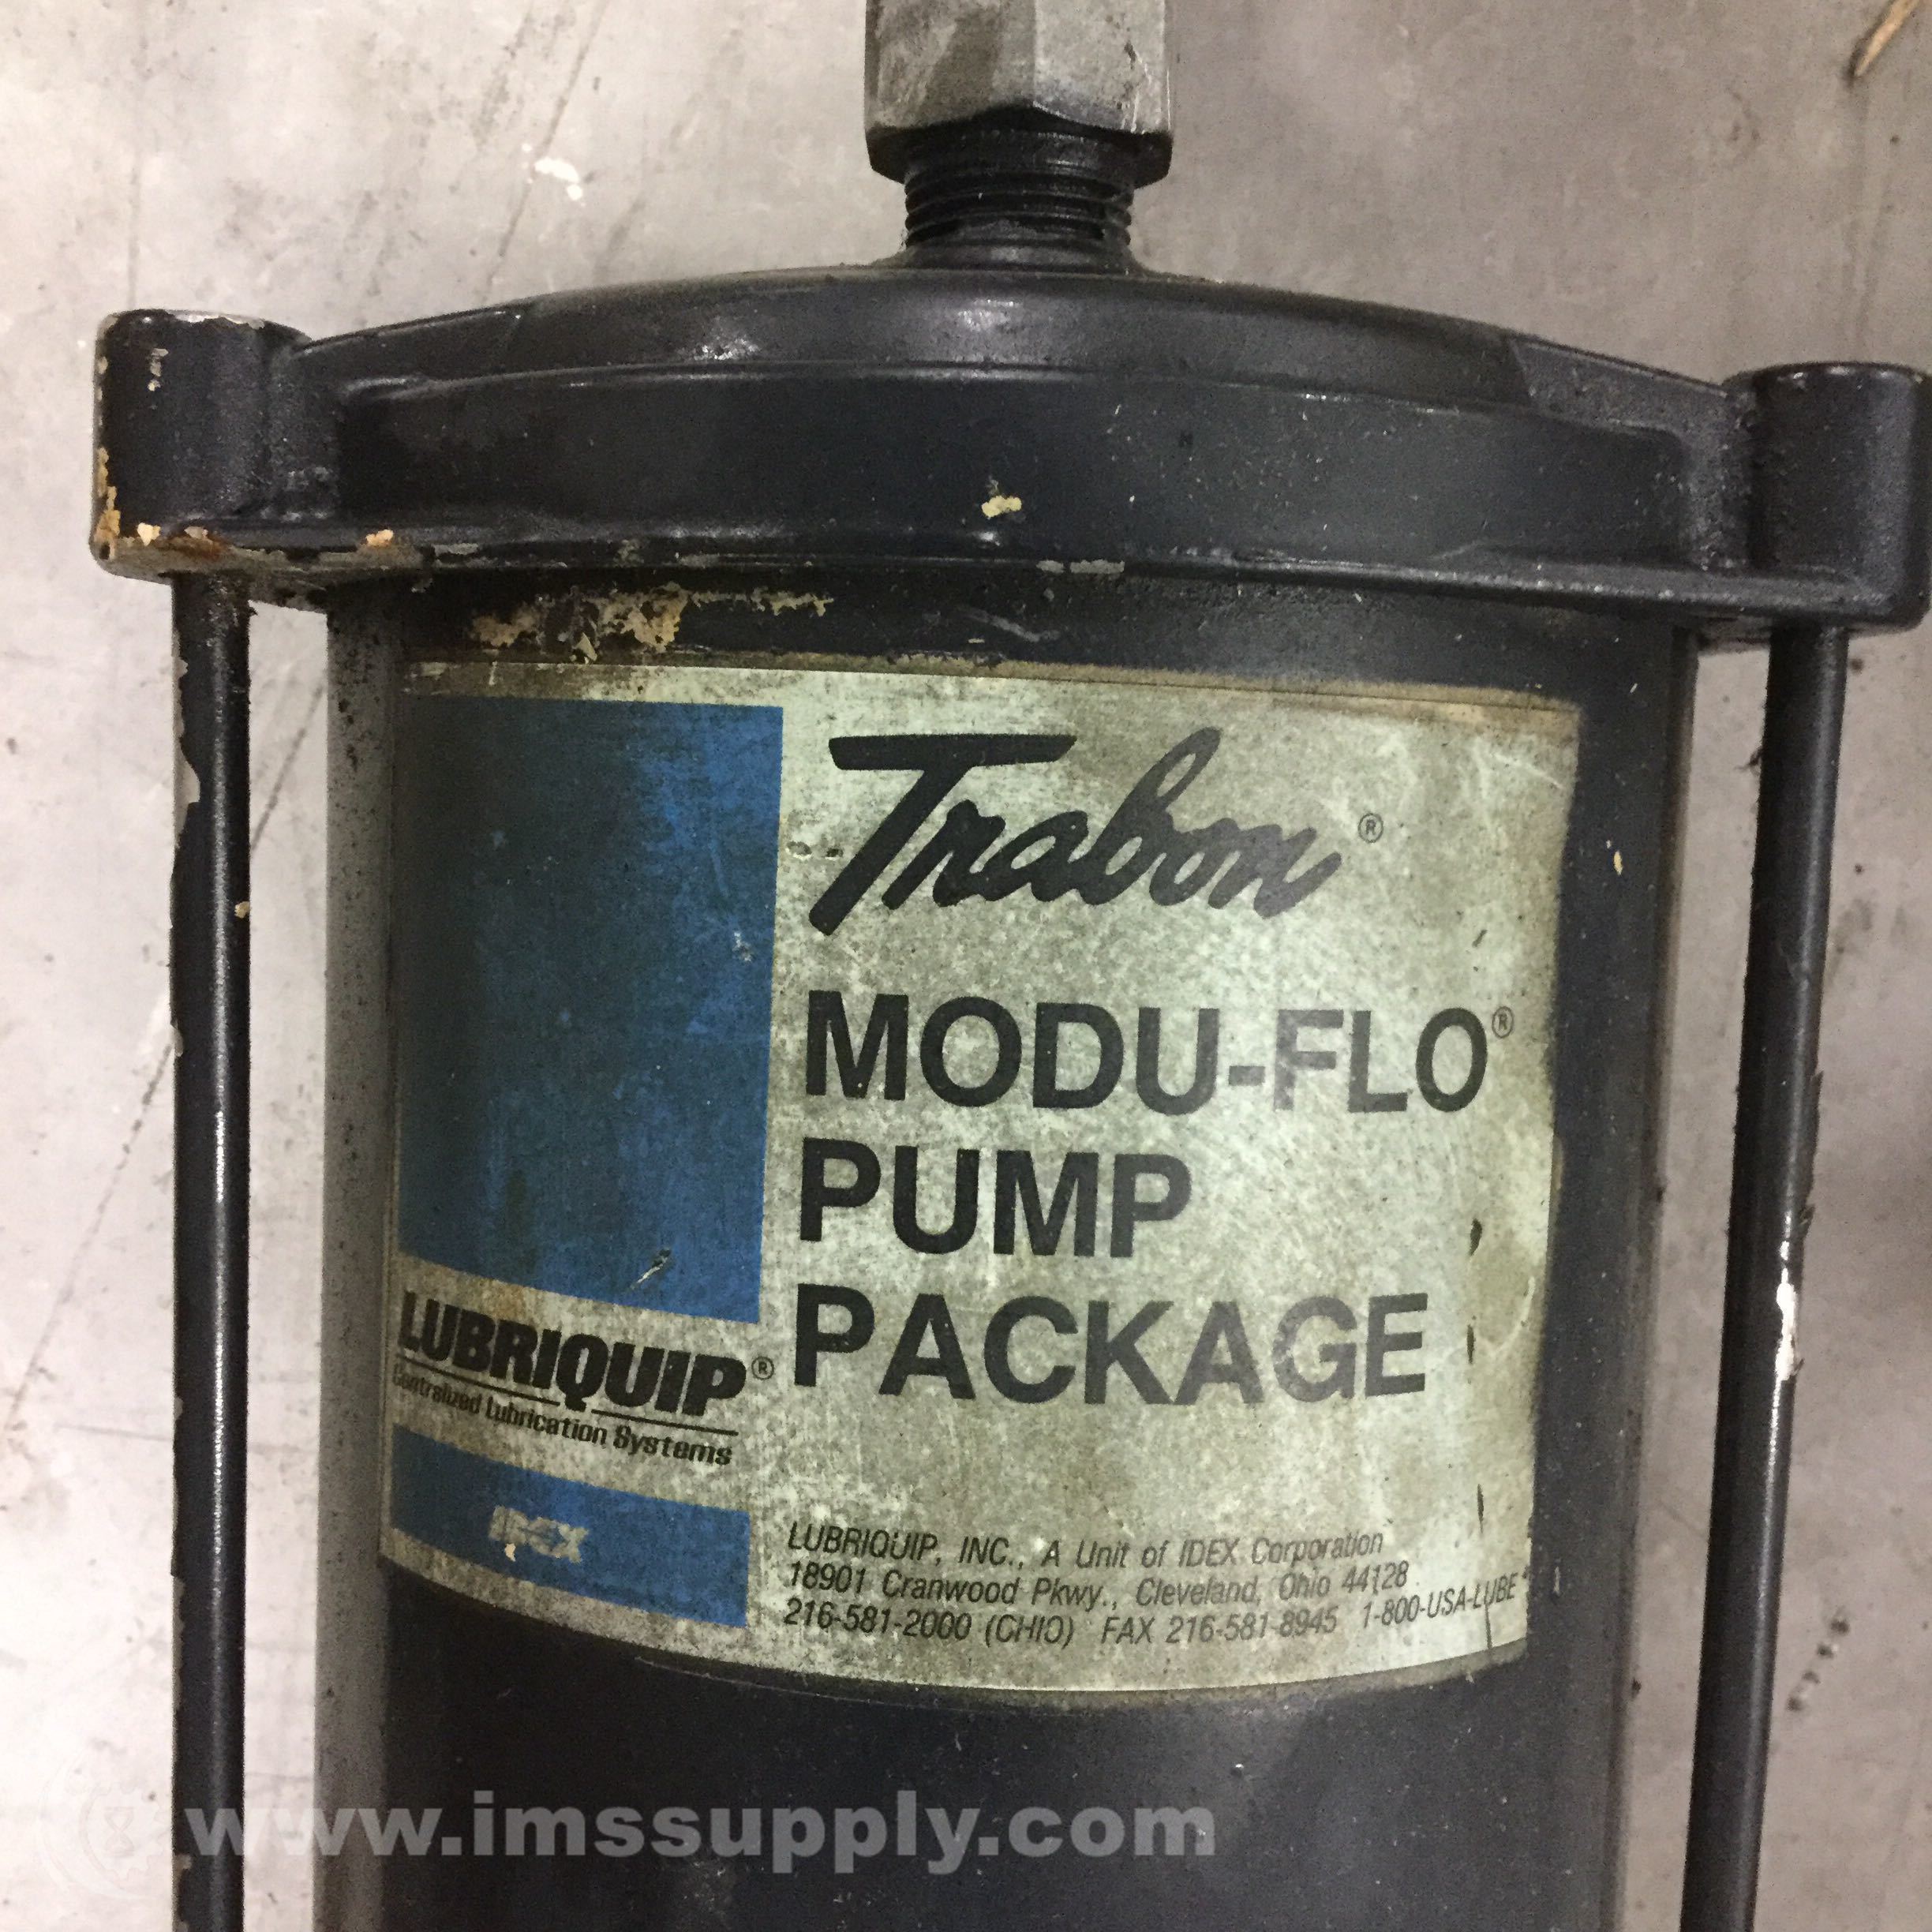 Trabon®
MODU-FLO®
PUMP
PACKAGE
LUBRIQUIP®
Centralized Lubrication Systems
IDEX
LUBRIQUIP, INC., A Unit of IDEX Corporation
18901 Cranwood Pkwy., Cleveland, Ohio 44128
216-581-2000 (OHIO) FAX 216-581-8945 1-800-USA-LUBE
www.imssupply.com